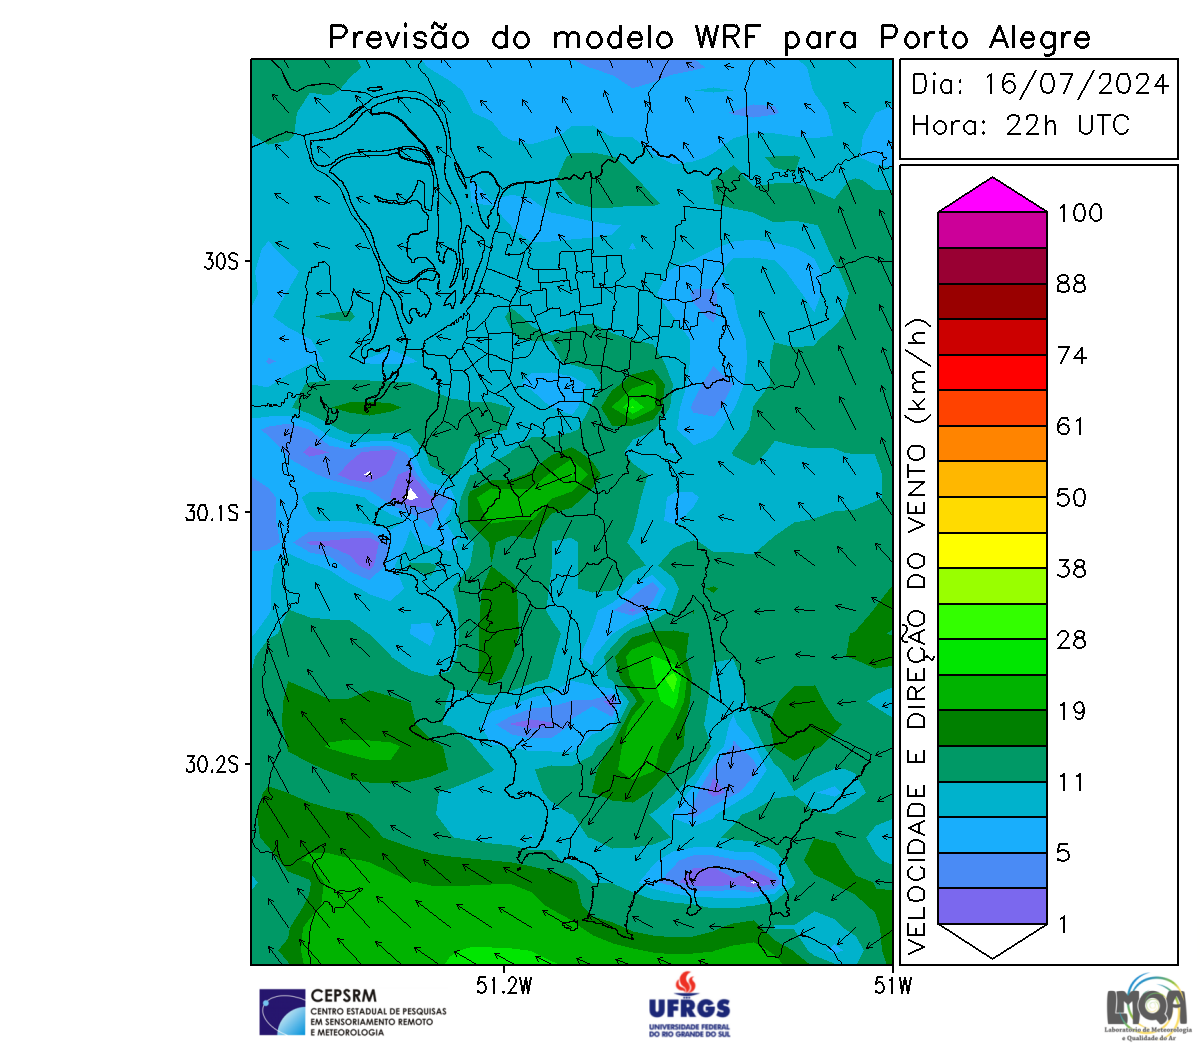 Previsão do modelo WRF para Porto Alegre
Dia: 16/07/2024
Hora: 22h UTC
30S
30.1S
30.2S
51.2W
51W
VELOCIDADE E DIREÇÃO DO VENTO (km/h)
100
88
74
61
50
38
28
19
11
5
1
CEPSRM
CENTRO ESTADUAL DE PESQUISAS
EM SENSORIAMENTO REMOTO
E METEOROLOGIA
UFRGS
UNIVERSIDADE FEDERAL
DO RIO GRANDE DO SUL
LMQA
Laboratório de Meteorologia
e Qualidade do Ar